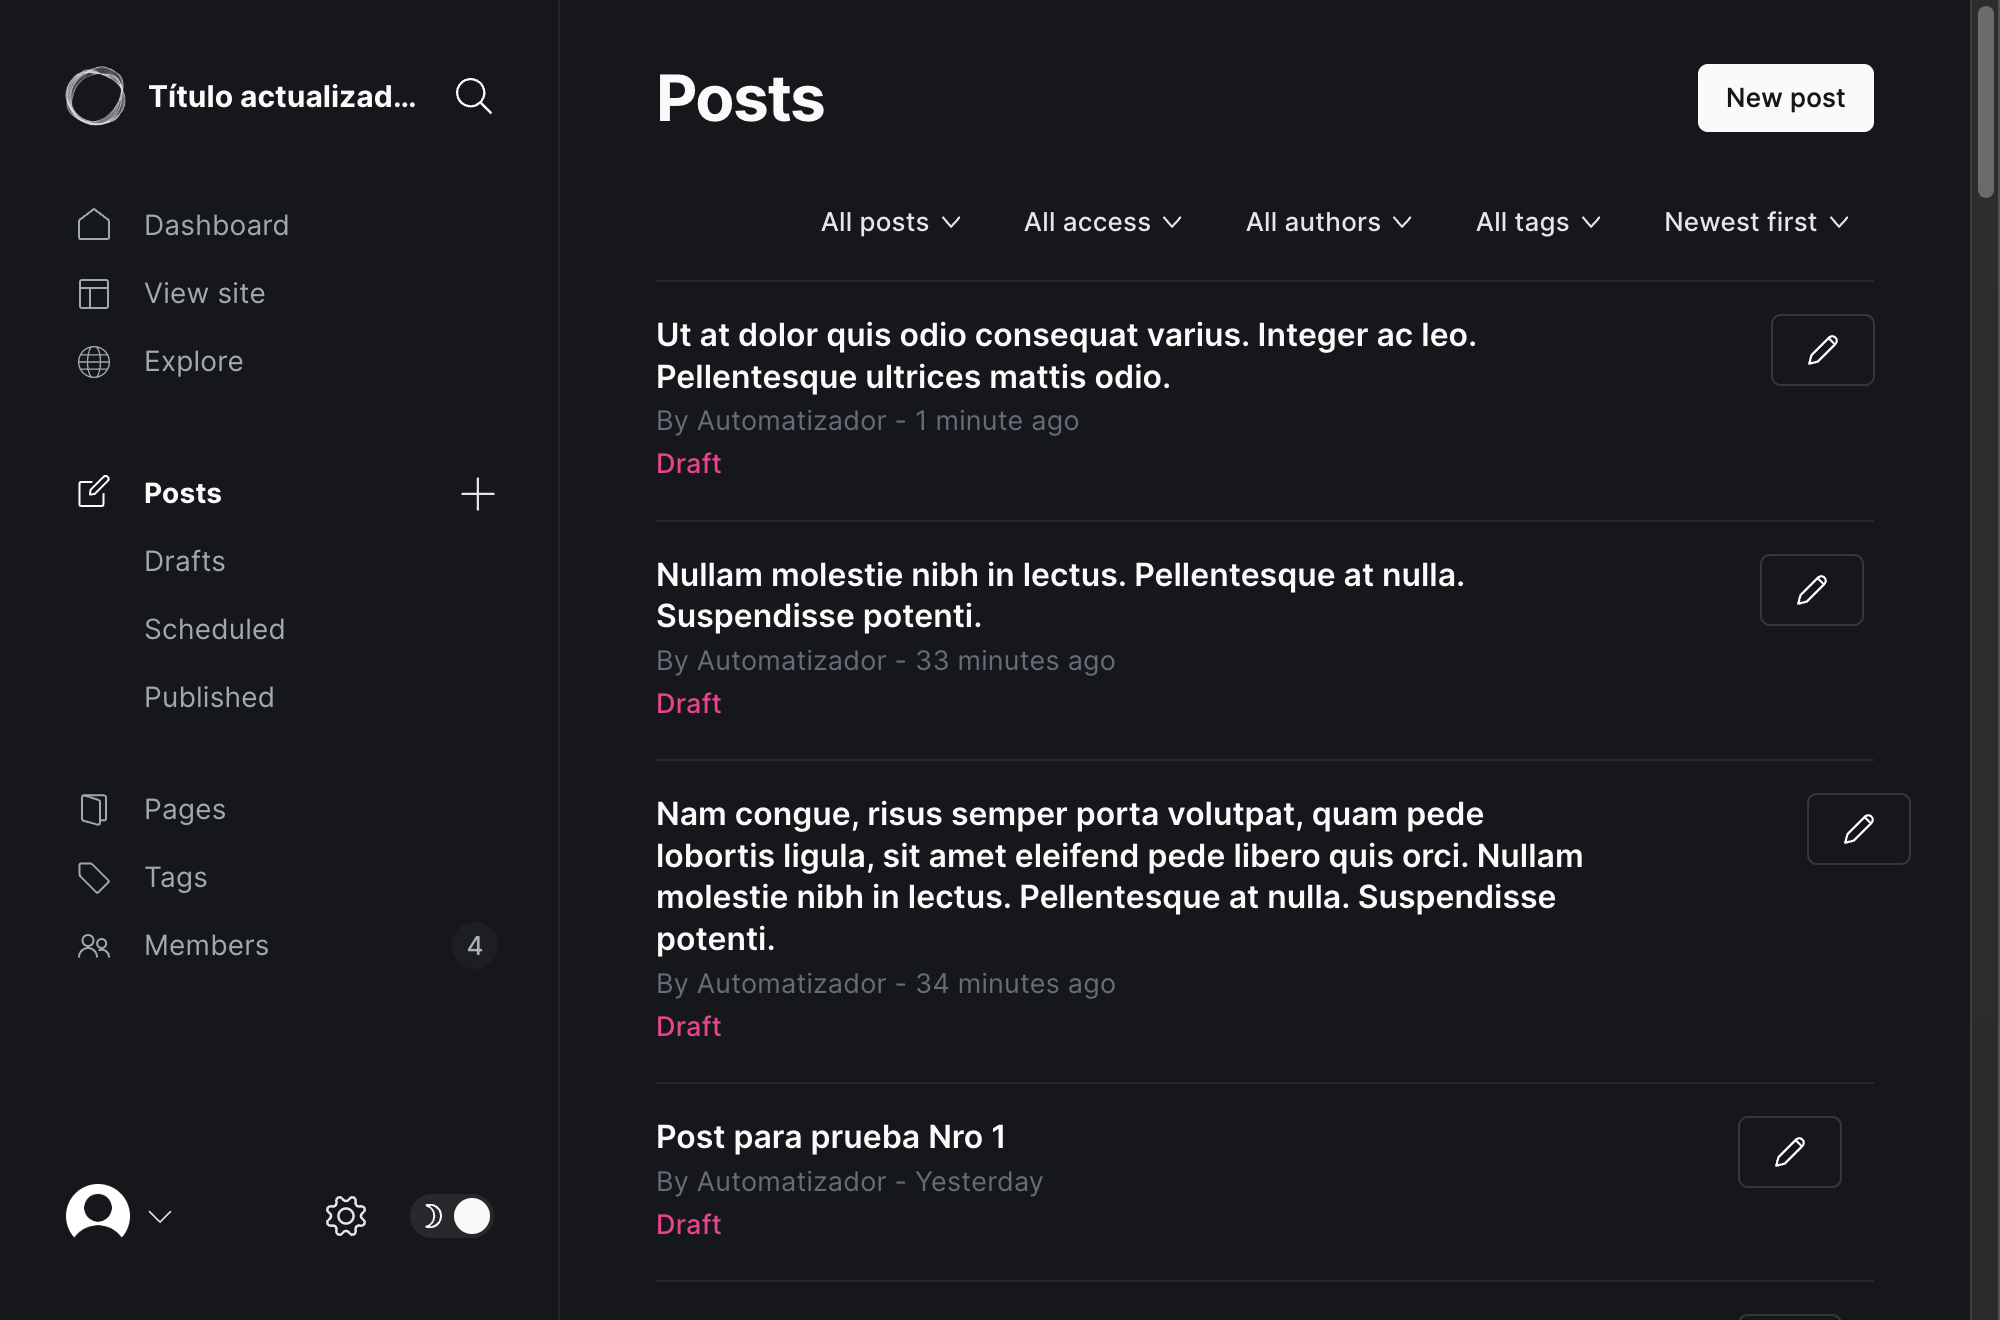 Título actualizad...
Dashboard
View site
Explore
Posts
Drafts
Scheduled
Published
Pages
Tags
Members 4
Posts
New post
All posts All access All authors All tags Newest first
Ut at dolor quis odio consequat varius. Integer ac leo.
Pellentesque ultrices mattis odio.
By Automatizador - 1 minute ago
Draft
Nullam molestie nibh in lectus. Pellentesque at nulla.
Suspendisse potenti.
By Automatizador - 33 minutes ago
Draft
Nam congue, risus semper porta volutpat, quam pede
lobortis ligula, sit amet eleifend pede libero quis orci. Nullam
molestie nibh in lectus. Pellentesque at nulla. Suspendisse
potenti.
By Automatizador - 34 minutes ago
Draft
Post para prueba Nro 1
By Automatizador - Yesterday
Draft